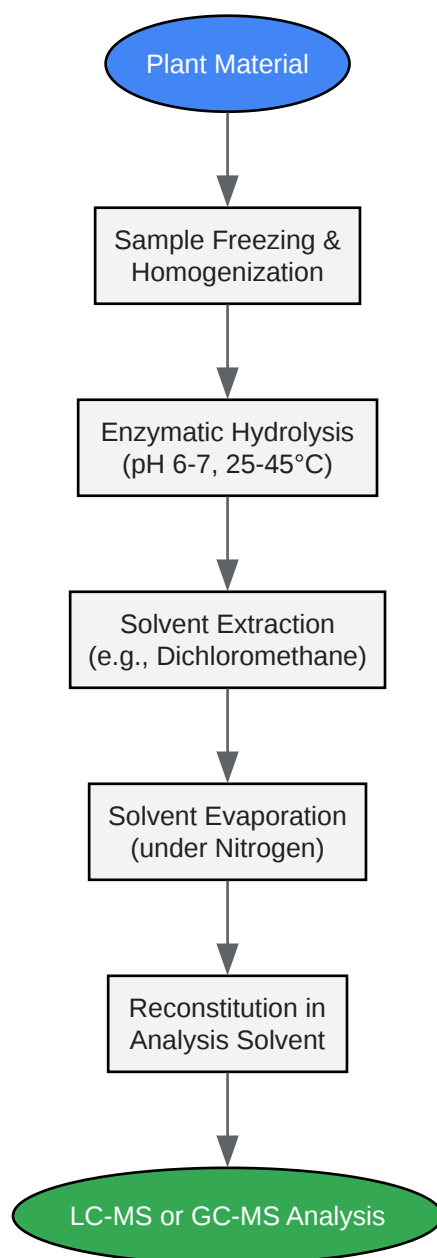 Plant Material
Sample Freezing &
Homogenization
Enzymatic Hydrolysis
(pH 6-7, 25-45°C)
Solvent Extraction
(e.g., Dichloromethane)
Solvent Evaporation
(under Nitrogen)
Reconstitution in
Analysis Solvent
LC-MS or GC-MS Analysis